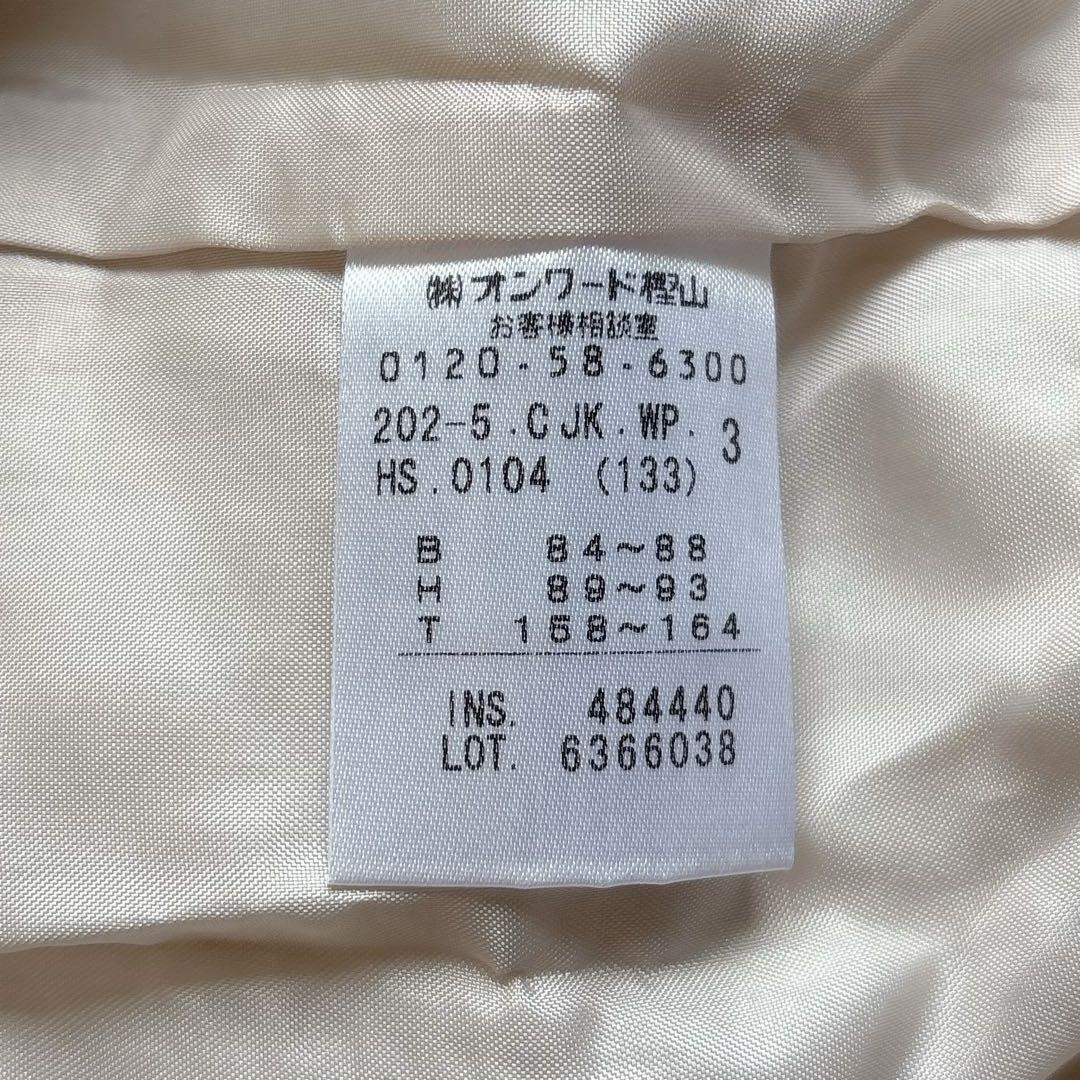 (株)オンワード樫山
お客様相談室
0120-58-6300
202-5.CJK.WP. 3
HS.0104 (133)
B 84~88
H 89~93
T 158~164
INS. 484440
LOT. 6366038